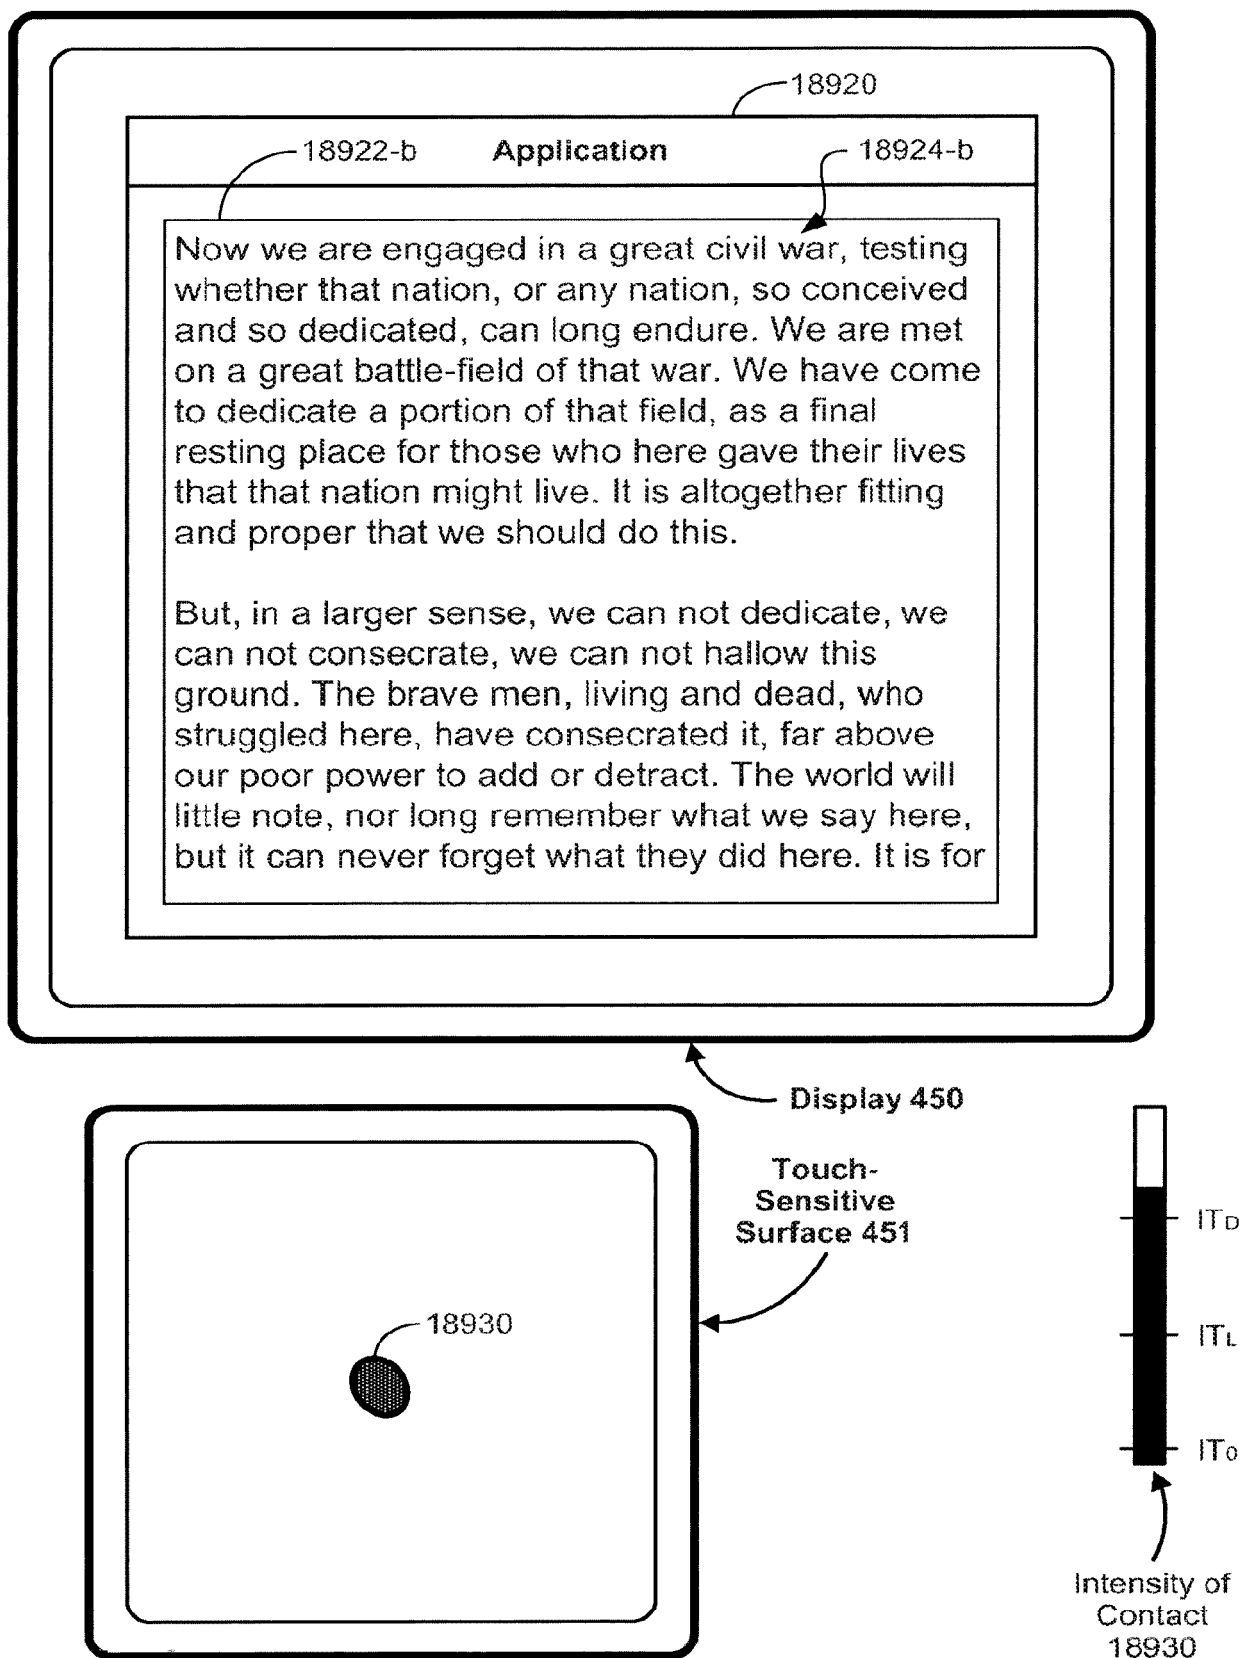 18920
18922-b
Application
18924-b
Now we are engaged in a great civil war, testing
whether that nation, or any nation, so conceived
and so dedicated, can long endure. We are met
on a great battle-field of that war. We have come
to dedicate a portion of that field, as a final
resting place for those who here gave their lives
that that nation might live. It is altogether fitting
and proper that we should do this.
But, in a larger sense, we can not dedicate, we
can not consecrate, we can not hallow this
ground. The brave men, living and dead, who
struggled here, have consecrated it, far above
our poor power to add or detract. The world will
little note, nor long remember what we say here,
but it can never forget what they did here. It is for
Display 450
Touch-
Sensitive
Surface 451
18930
ITD
ITL
IT0
Intensity of
Contact
18930